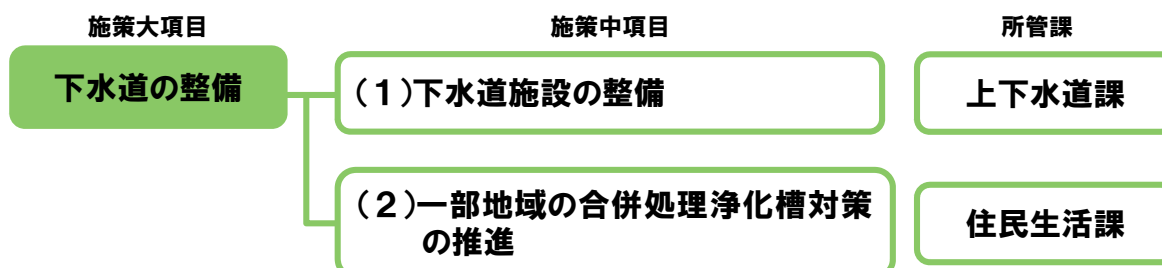 施策大項目 施策中項目 所管課
下水道の整備 (1)下水道施設の整備 上下水道課
(2)一部地域の合併処理浄化槽対策
の推進 住民生活課